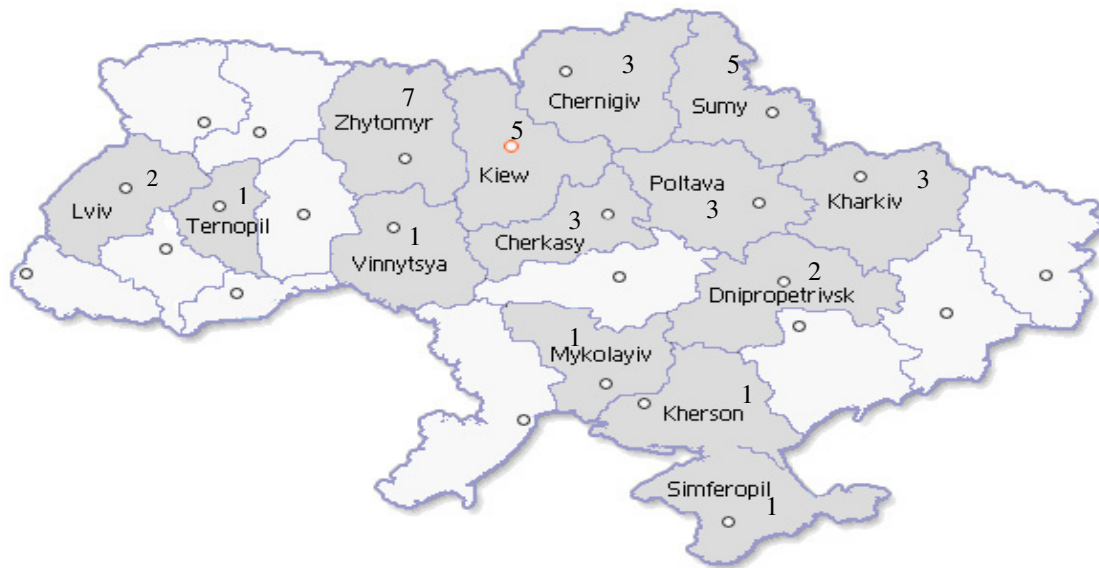 3
Chernigiv
5
Sumy
7
Zhytomyr
5
Kiew
2
Lviv
1
Ternopil
Poltava
3
3
Kharkiv
3
Cherkasy
1
Vinnytsya
2
Dnipropetrivsk
1
Mykolayiv
1
Kherson
Simferopil
1